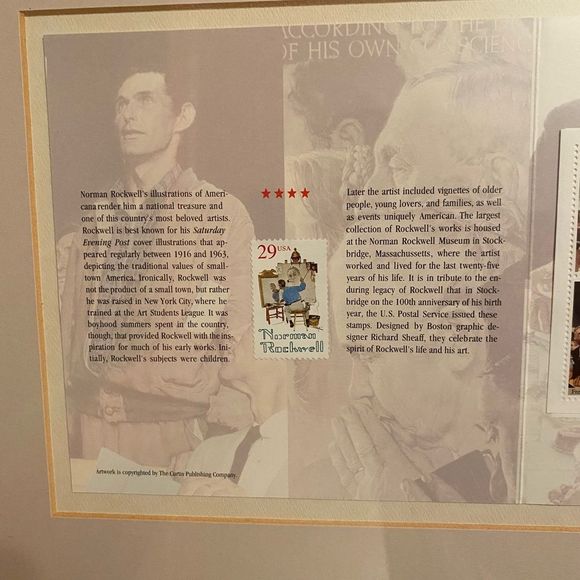 ACCORDING TO THE
OF HIS OWN CONSCIENCE
Norman Rockwell's illustrations of Ameri-
cana render him a national treasure and
one of this country's most beloved artists.
Rockwell is best known for his Saturday
Evening Post cover illustrations that ap-
peared regularly between 1916 and 1963,
depicting the traditional values of small-
town America. Ironically, Rockwell was
not the product of a small town, but rather
he was raised in New York City, where he
trained at the Art Students League. It was
boyhood summers spent in the country,
though, that provided Rockwell with the ins-
piration for much of his early works. Ini-
tially, Rockwell's subjects were children.
29 USA
Norman
Rockwell
Later the artist included vignettes of older
people, young lovers, and families, as well
as events uniquely American. The largest
collection of Rockwell's works is housed
at the Norman Rockwell Museum in Stock-
bridge, Massachussetts, where the artist
worked and lived for the last twenty-five
years of his life. It is in tribute to the en-
during legacy of Rockwell that in Stock-
bridge on the 100th anniversary of his birth
year, the U.S. Postal Service issued these
stamps. Designed by Boston graphic de-
signer Richard Sheaff, they celebrate the
spirit of Rockwell's life and his art.
Artwork is copyrighted by The Curtis Publishing Company.